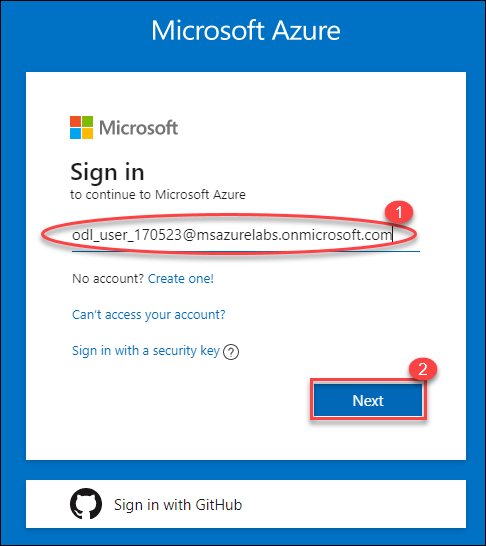 Microsoft Azure
Microsoft
Sign in
to continue to Microsoft Azure
1
odl_user_170523@msazurelabs.onmicrosoft.com
No account? Create one!
Can't access your account?
Sign in with a security key ?
2
Next
Sign in with GitHub